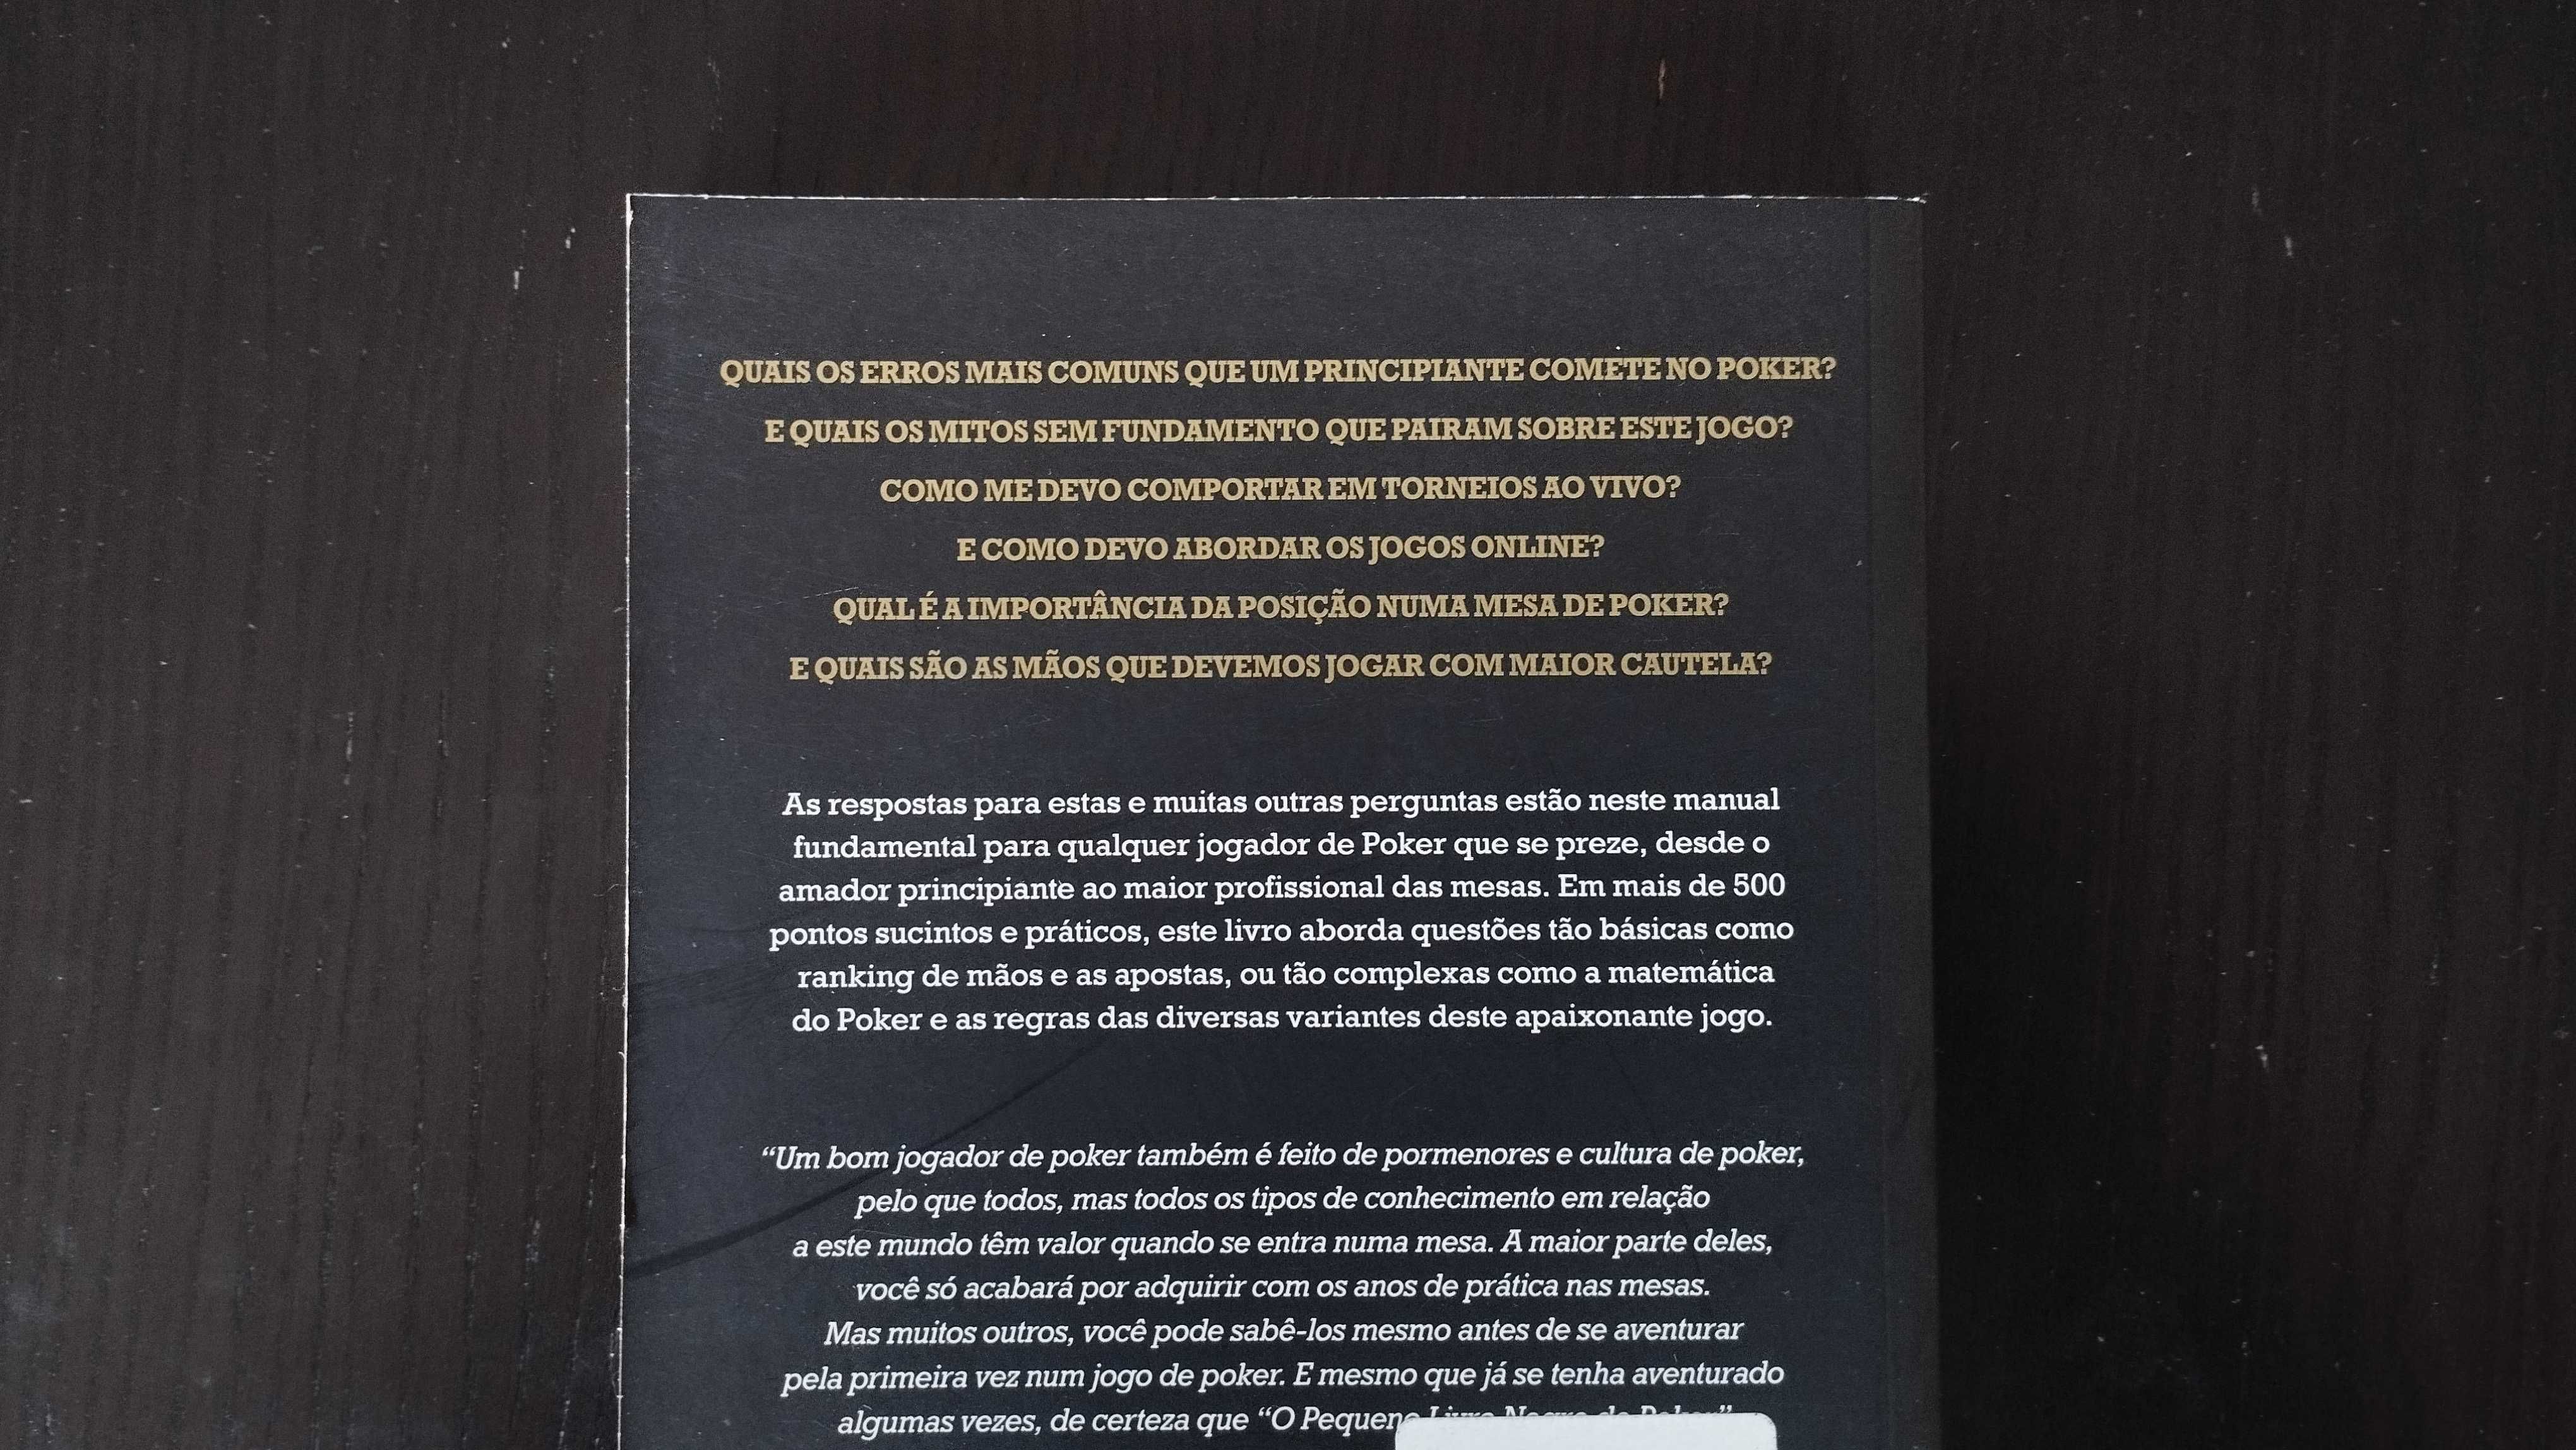 QUAIS OS ERROS MAIS COMUNS QUE UM PRINCIPIANTE COMETE NO POKER?
E QUAIS OS MITOS SEM FUNDAMENTO QUE PAIRAM SOBRE ESTE JOGO?
COMO ME DEVO COMPORTAR EM TORNEIOS AO VIVO?
E COMO DEVO ABORDAR OS JOGOS ONLINE?
QUAL É A IMPORTÂNCIA DA POSIÇÃO NUMA MESA DE POKER?
E QUAIS SÃO AS MÃOS QUE DEVEMOS JOGAR COM MAIOR CAUTELA?
As respostas para estas e muitas outras perguntas estão neste manual
fundamental para qualquer jogador de Poker que se preze, desde o
amador principiante ao maior profissional das mesas. Em mais de 500
pontos sucintos e práticos, este livro aborda questões tão básicas como
ranking de mãos e as apostas, ou tão complexas como a matemática
do Poker e as regras das diversas variantes deste apaixonante jogo.
“Um bom jogador de poker também é feito de pormenores e cultura de poker,
pelo que todos, mas todos os tipos de conhecimento em relação
a este mundo têm valor quando se entra numa mesa. A maior parte deles,
você só acabará por adquirir com os anos de prática nas mesas.
Mas muitos outros, você pode sabê-los mesmo antes de se aventurar
pela primeira vez num jogo de poker. E mesmo que já se tenha aventurado
algumas vezes, de certeza que “O Pequeno Livro Negro do Poker”